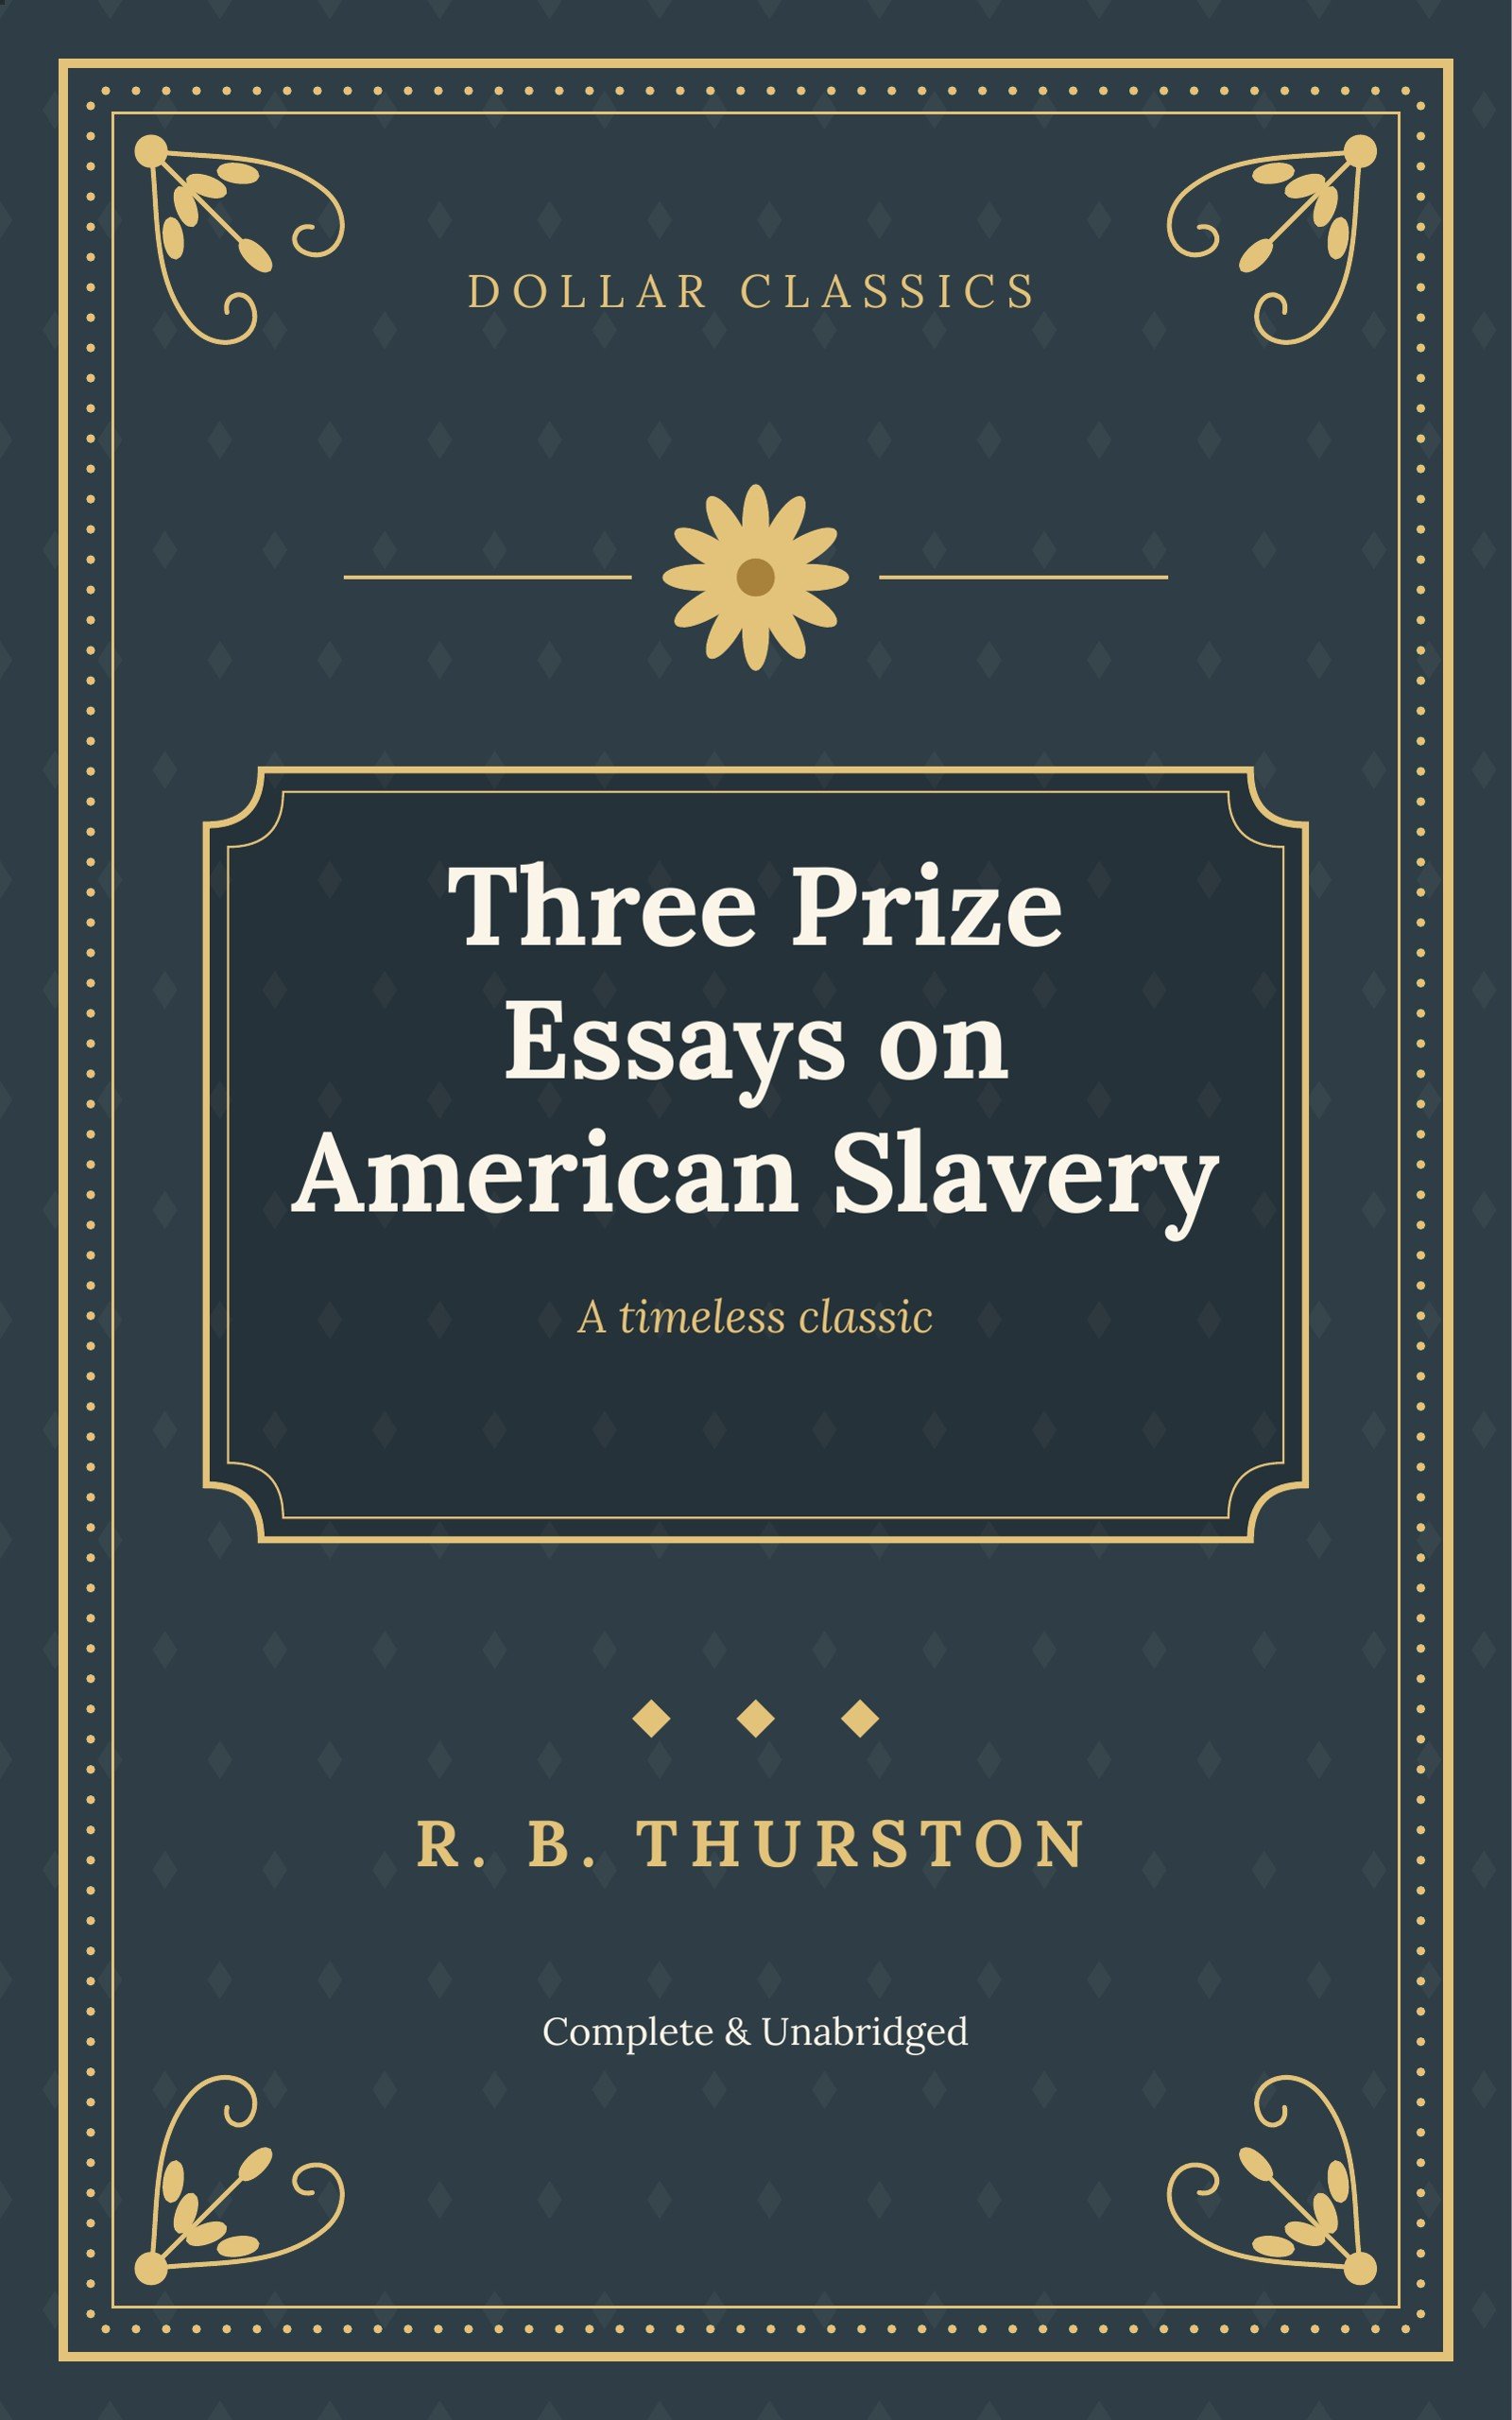 DOLLAR CLASSICS
Three Prize
Essays on
American Slavery
A timeless classic
R. B. THURSTON
Complete & Unabridged